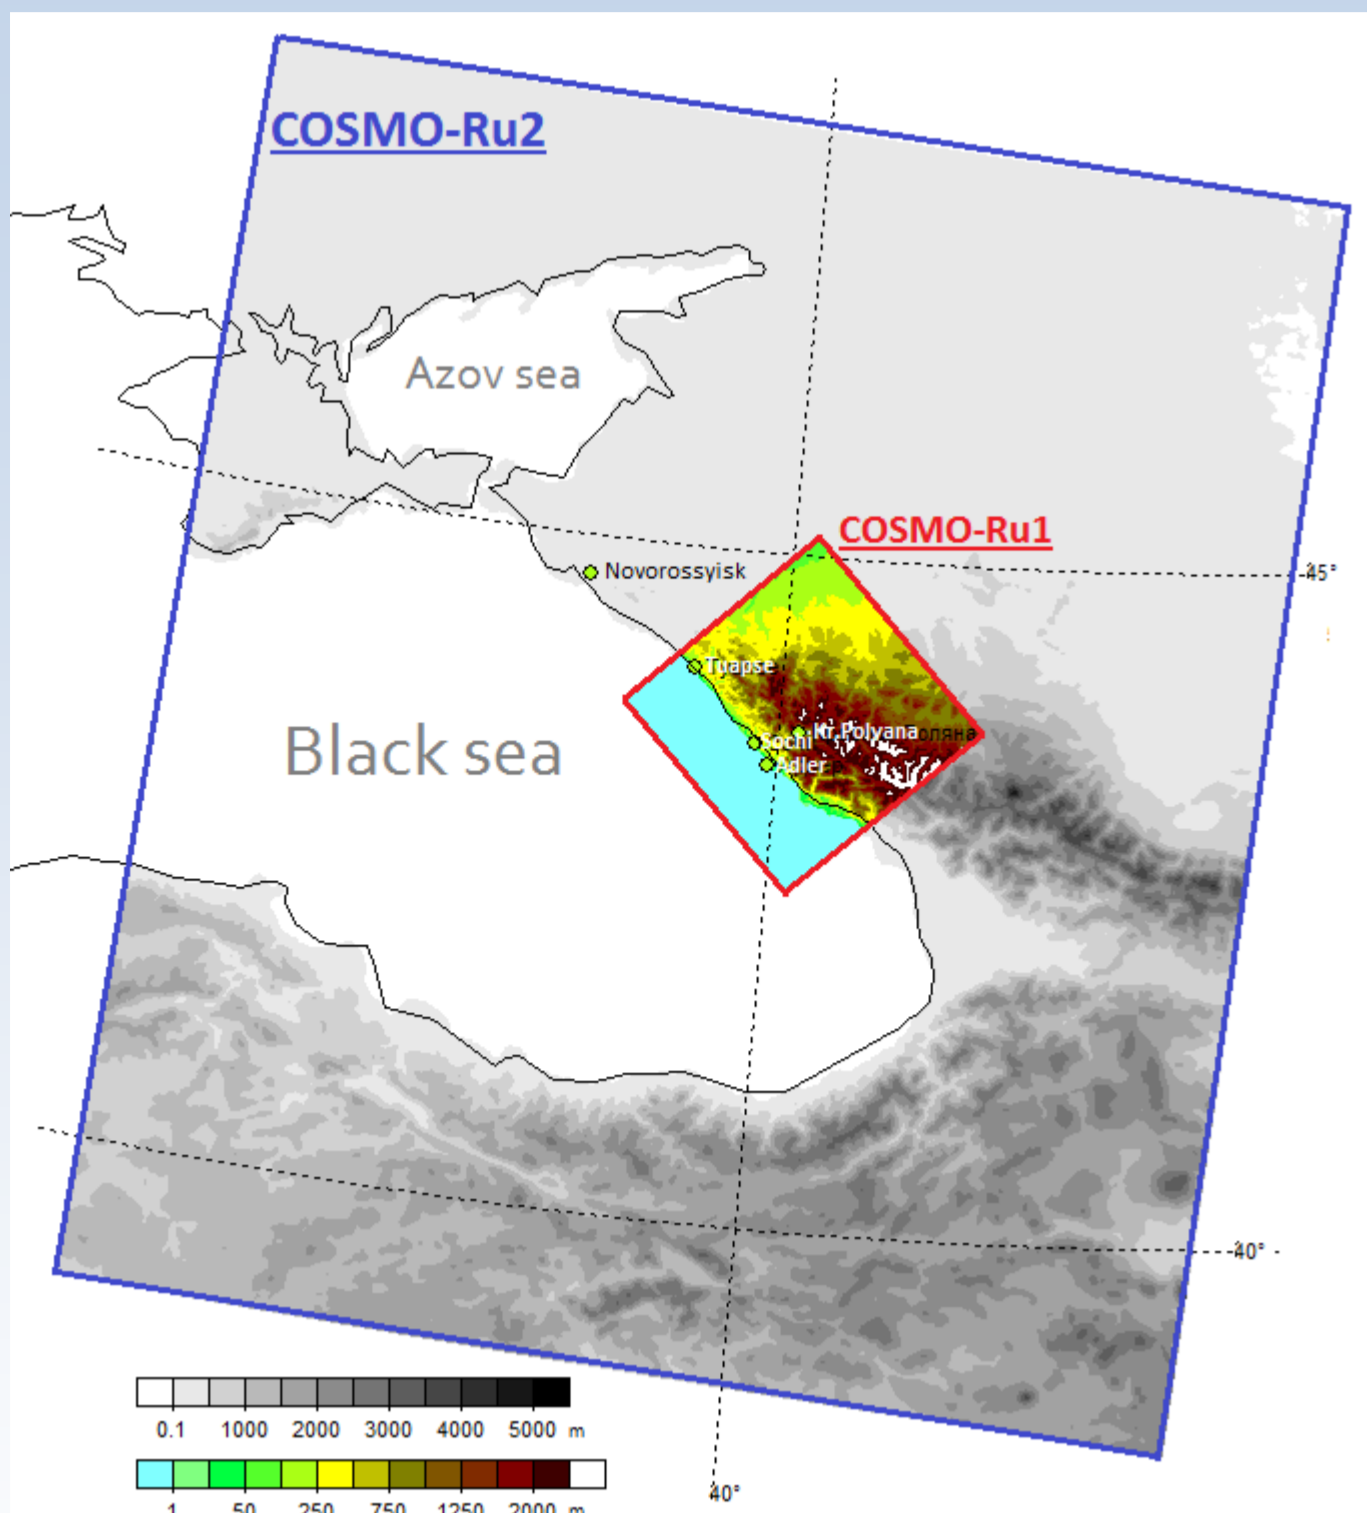 COSMO-Ru2
Azov sea
COSMO-Ru1
Novorossyisk
45°
Tuapse
Black sea
Kr.Polyana
Sochi
Adler
40°
0.1 1000 2000 3000 4000 5000 m
40°
1 50 250 750 1250 2000 m